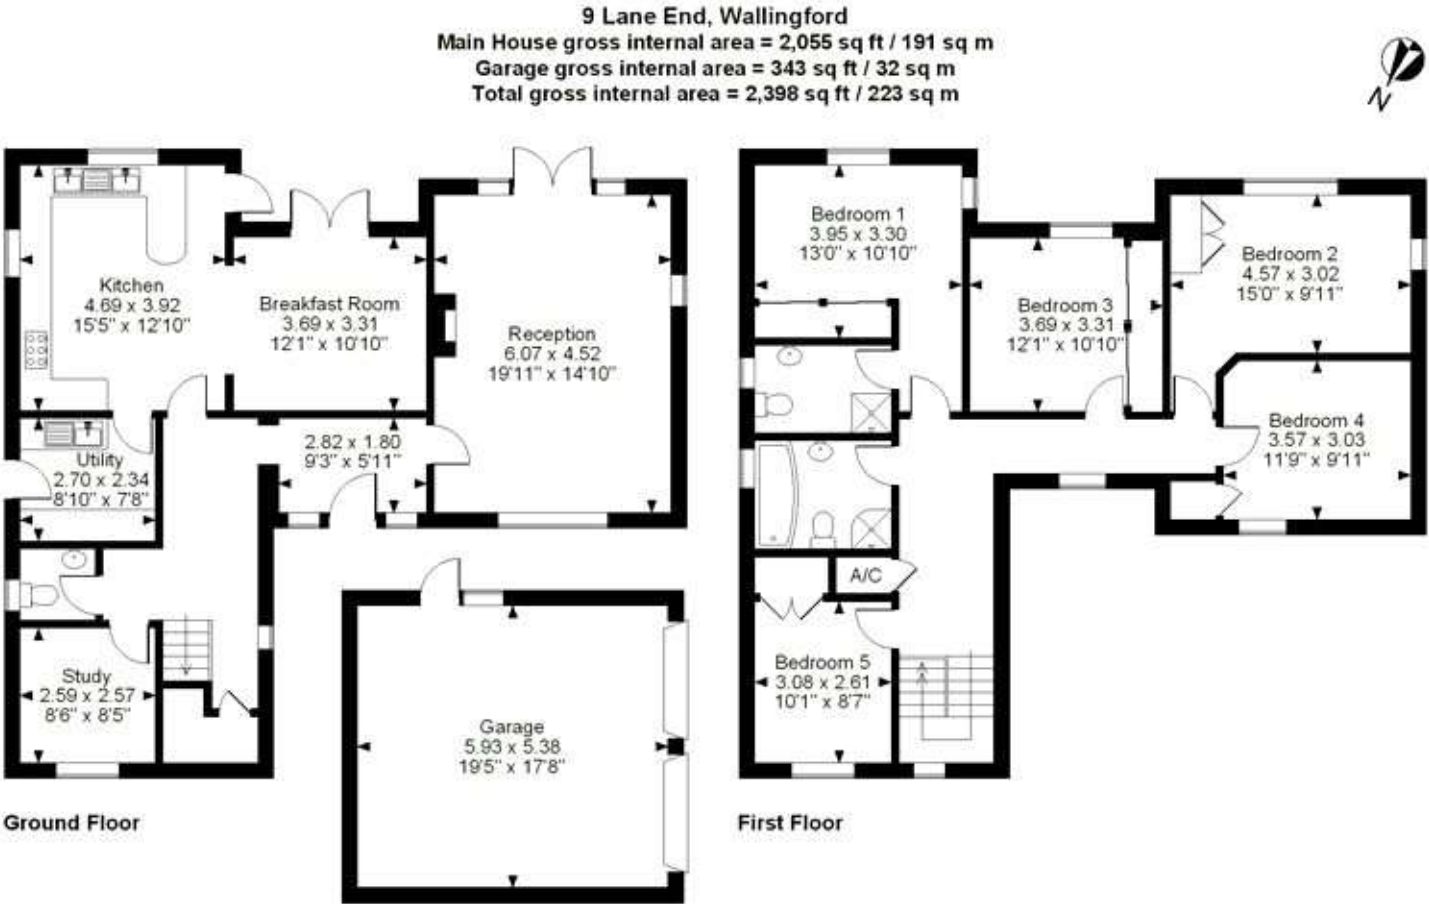 9 Lane End, Wallingford
Main House gross internal area = 2,055 sq ft / 191 sq m
Garage gross internal area = 343 sq ft / 32 sq m
Total gross internal area = 2,398 sq ft / 223 sq m
N
Kitchen
4.69 x 3.92
15'5" x 12'10"
Breakfast Room
3.69 x 3.31
12'1" x 10'10"
Reception
6.07 x 4.52
19'11" x 14'10"
2.82 x 1.80
9'3" x 5'11"
Utility
2.70 x 2.34
8'10" x 7'8"
Study
2.59 x 2.57
8'6" x 8'5"
Garage
5.93 x 5.38
19'5" x 17'8"
Ground Floor
Bedroom 1
3.95 x 3.30
13'0" x 10'10"
Bedroom 3
3.69 x 3.31
12'1" x 10'10"
Bedroom 2
4.57 x 3.02
15'0" x 9'11"
Bedroom 4
3.57 x 3.03
11'9" x 9'11"
A/C
Bedroom 5
3.08 x 2.61
10'1" x 8'7"
First Floor